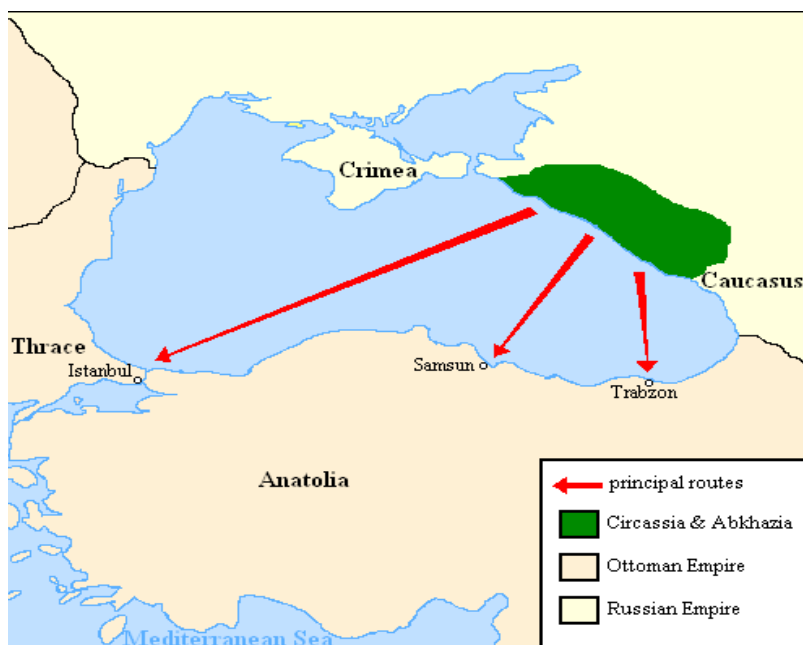 Crimea
Caucasus
Thrace
Istanbul
Samsun
Trabzon
Anatolia
Mediterranean Sea
principal routes
Circassia & Abkhazia
Ottoman Empire
Russian Empire